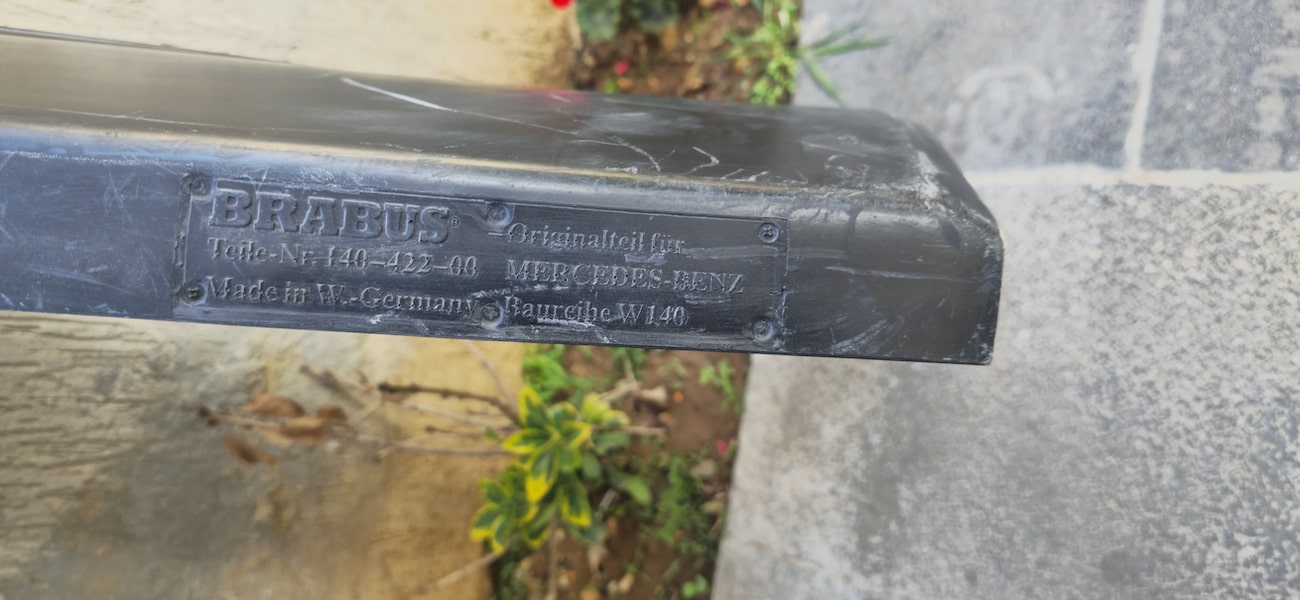 BRABUS®
Teile-Nr. 140-422-00
Made in W.-Germany
Originalteil für
MERCEDES-BENZ
Baureihe W140